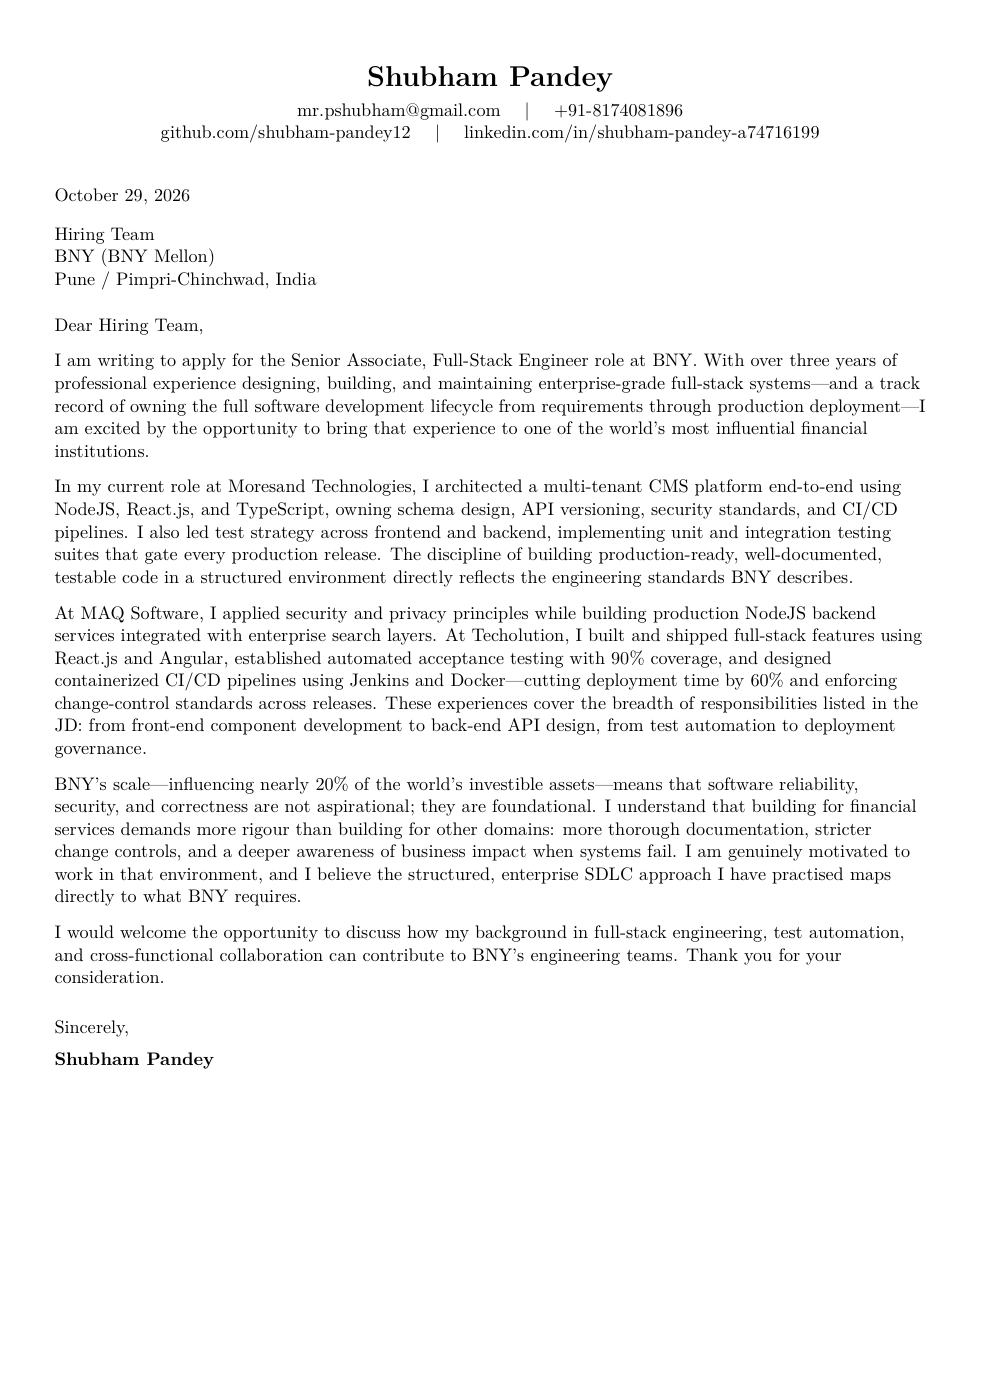 Shubham Pandey
mr.pshubham@gmail.com | +91-8174081896
github.com/shubham-pandey12 | linkedin.com/in/shubham-pandey-a74716199
October 29, 2026
Hiring Team
BNY (BNY Mellon)
Pune / Pimpri-Chinchwad, India
Dear Hiring Team,
I am writing to apply for the Senior Associate, Full-Stack Engineer role at BNY. With over three years of
professional experience designing, building, and maintaining enterprise-grade full-stack systems—and a track
record of owning the full software development lifecycle from requirements through production deployment—I
am excited by the opportunity to bring that experience to one of the world's most influential financial
institutions.
In my current role at Moresand Technologies, I architected a multi-tenant CMS platform end-to-end using
NodeJS, React.js, and TypeScript, owning schema design, API versioning, security standards, and CI/CD
pipelines. I also led test strategy across frontend and backend, implementing unit and integration testing
suites that gate every production release. The discipline of building production-ready, well-documented,
testable code in a structured environment directly reflects the engineering standards BNY describes.
At MAQ Software, I applied security and privacy principles while building production NodeJS backend
services integrated with enterprise search layers. At Techolution, I built and shipped full-stack features using
React.js and Angular, established automated acceptance testing with 90% coverage, and designed
containerized CI/CD pipelines using Jenkins and Docker—cutting deployment time by 60% and enforcing
change-control standards across releases. These experiences cover the breadth of responsibilities listed in the
JD: from front-end component development to back-end API design, from test automation to deployment
governance.
BNY's scale—influencing nearly 20% of the world's investible assets—means that software reliability,
security, and correctness are not aspirational; they are foundational. I understand that building for financial
services demands more rigour than building for other domains: more thorough documentation, stricter
change controls, and a deeper awareness of business impact when systems fail. I am genuinely motivated to
work in that environment, and I believe the structured, enterprise SDLC approach I have practised maps
directly to what BNY requires.
I would welcome the opportunity to discuss how my background in full-stack engineering, test automation,
and cross-functional collaboration can contribute to BNY's engineering teams. Thank you for your
consideration.
Sincerely,
Shubham Pandey